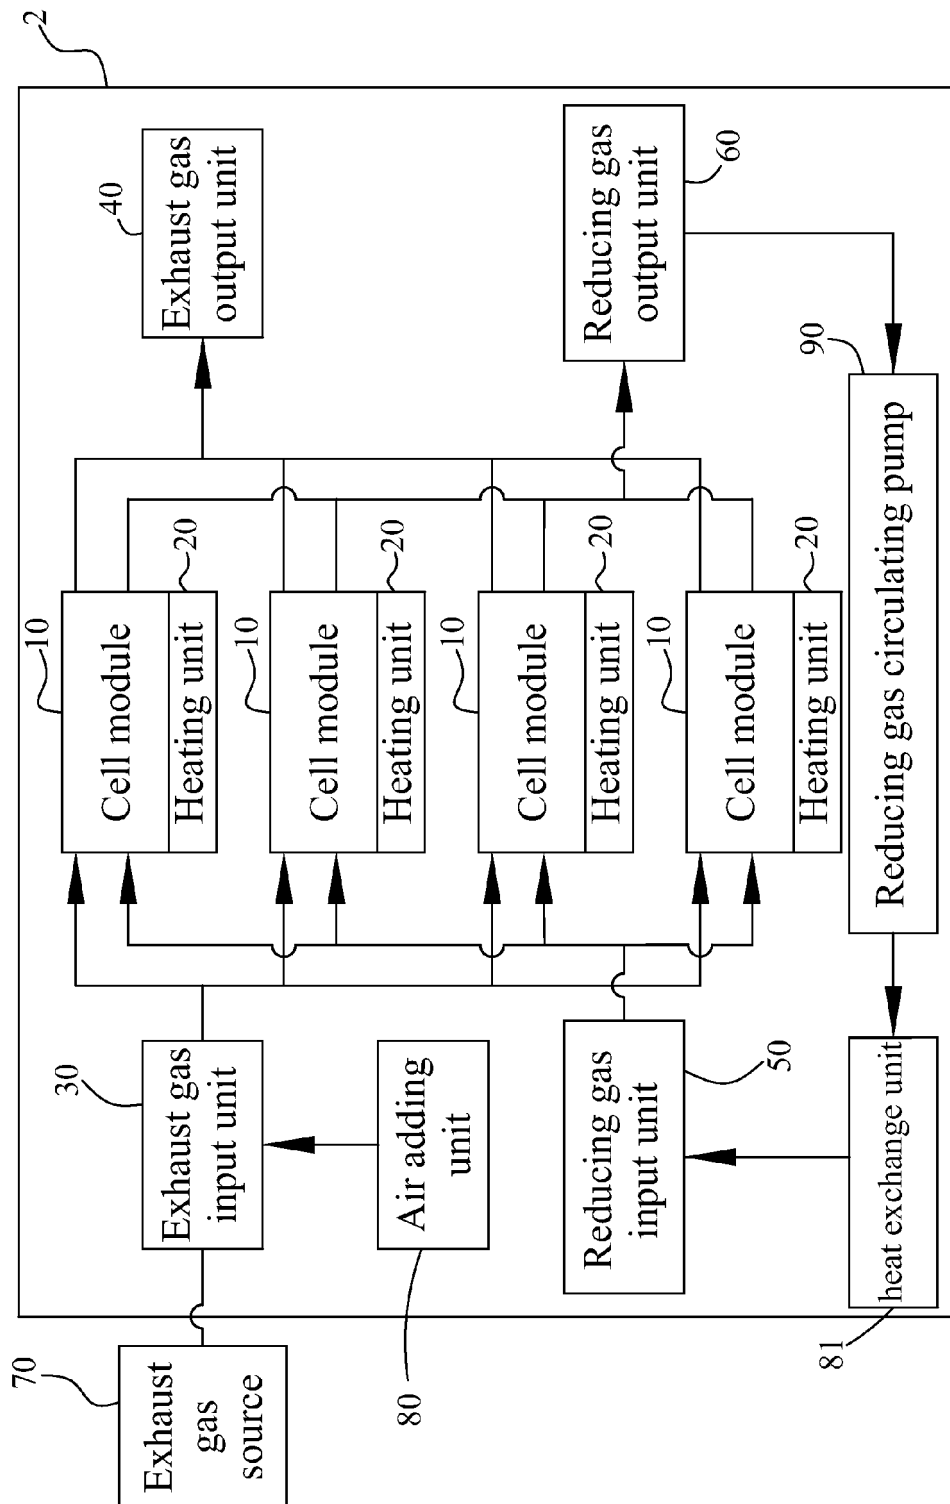 2
40
Exhaust gas
output unit
60
Reducing gas
output unit
10
Cell module
20
Heating unit
10
Cell module
20
Heating unit
10
Cell module
20
Heating unit
10
Cell module
20
Heating unit
90
Reducing gas circulating pump
30
Exhaust gas
input unit
Air adding
unit
80
50
Reducing gas
input unit
heat exchange unit
81
70
Exhaust
gas
source